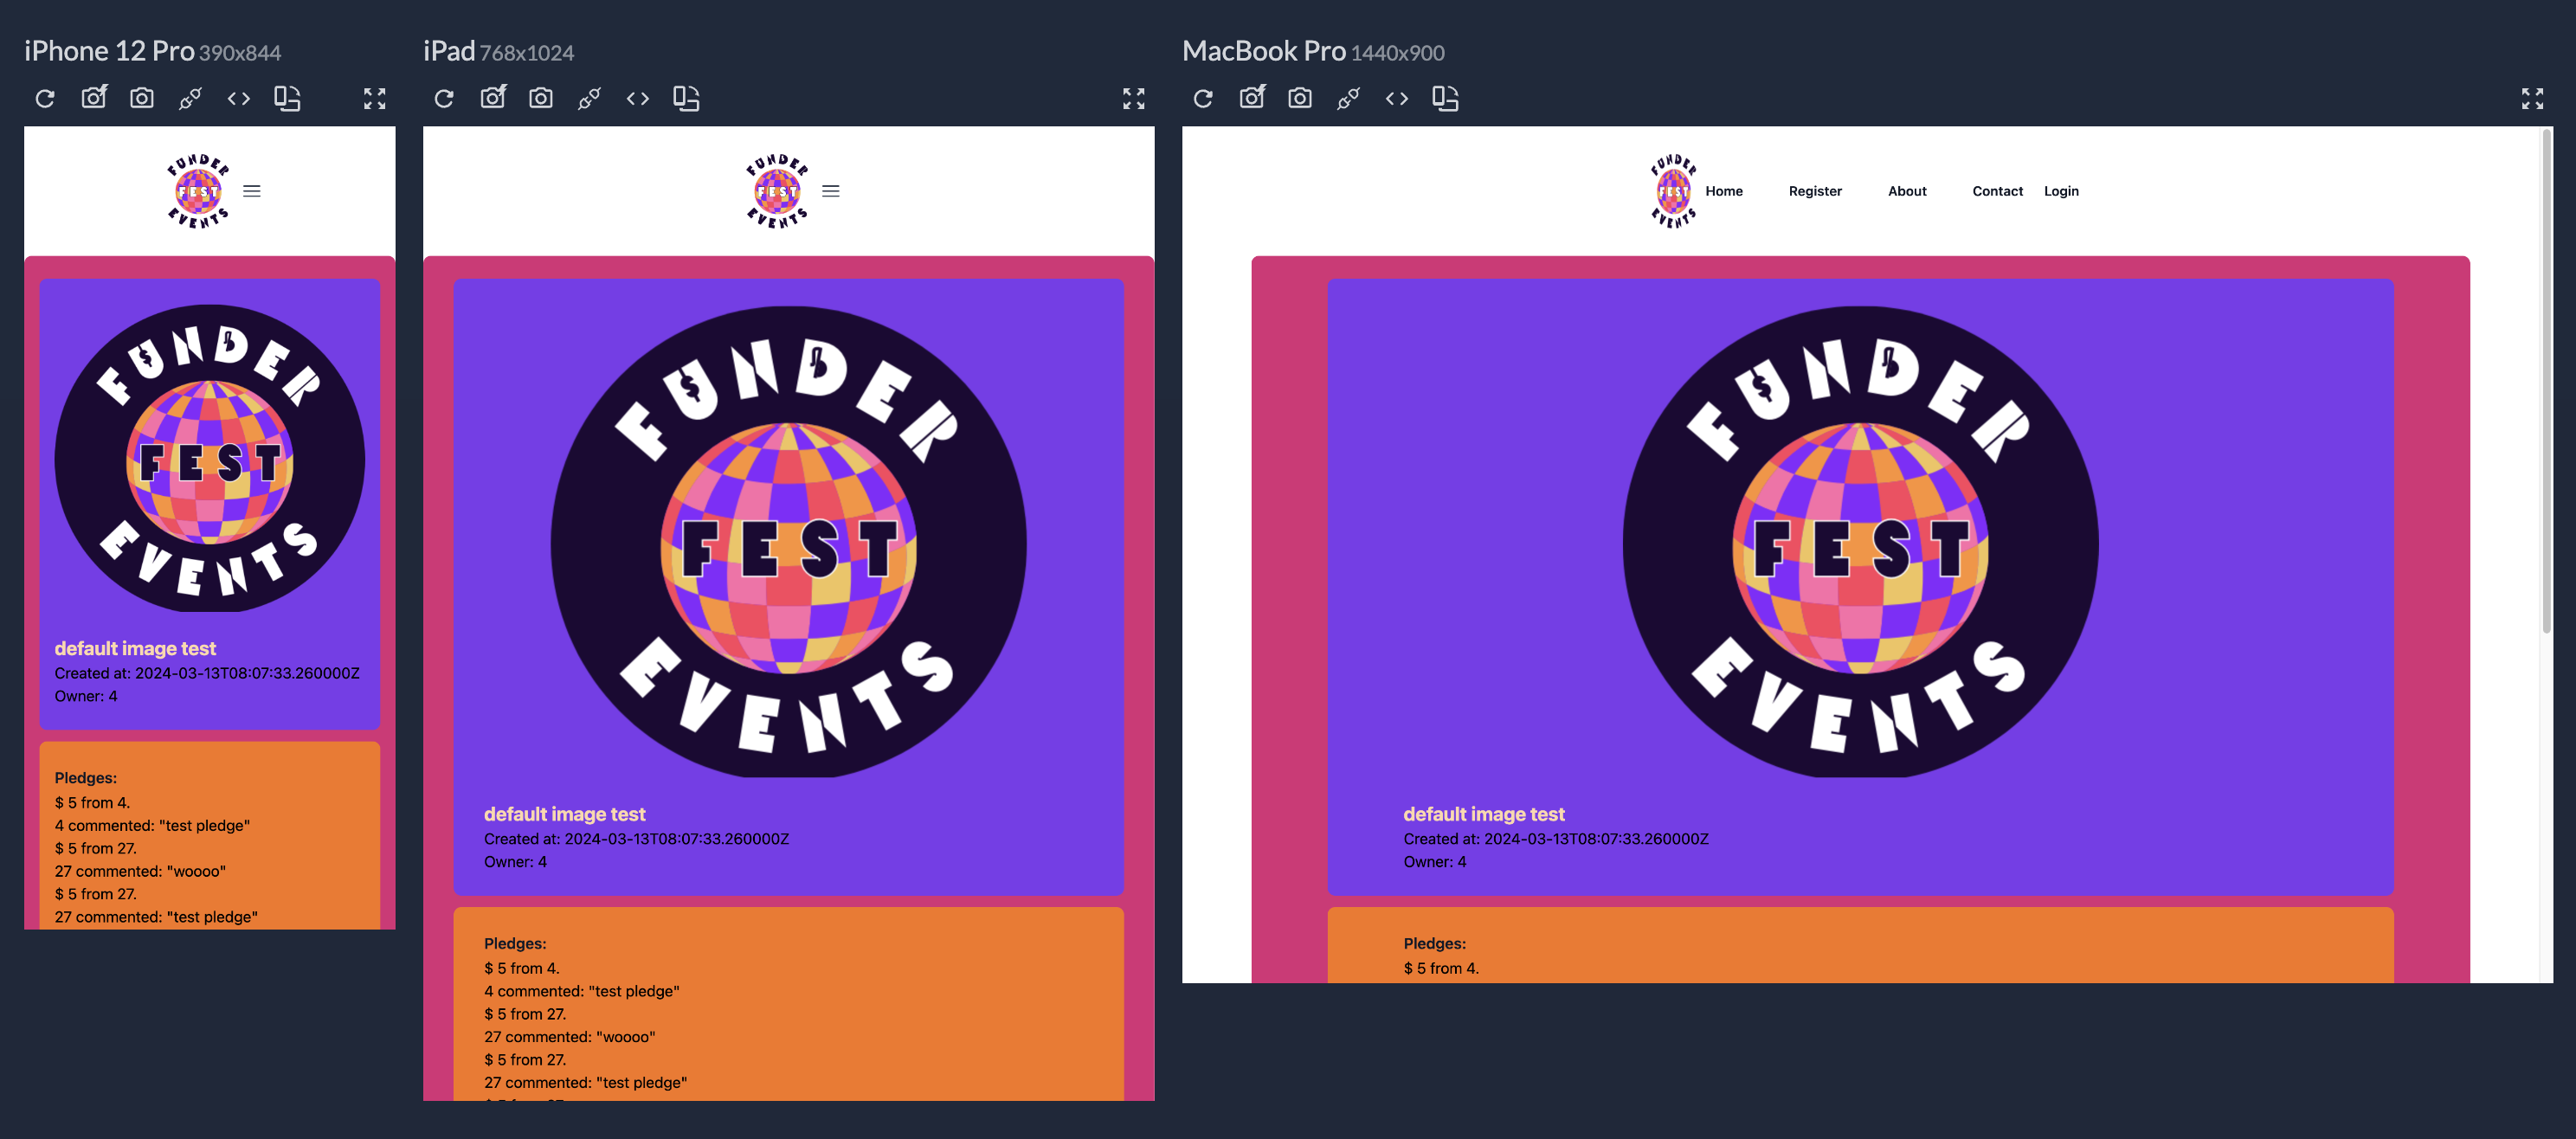 iPhone 12 Pro 390x844
FUNDER
FEST
EVENTS
FUNDER
FEST
EVENTS
default image test
Created at: 2024-03-13T08:07:33.260000Z
Owner: 4
Pledges:
$ 5 from 4.
4 commented: "test pledge"
$ 5 from 27.
27 commented: "woooo"
$ 5 from 27.
27 commented: "test pledge"
iPad 768x1024
FUNDER
FEST
EVENTS
FUNDER
FEST
EVENTS
default image test
Created at: 2024-03-13T08:07:33.260000Z
Owner: 4
Pledges:
$ 5 from 4.
4 commented: "test pledge"
$ 5 from 27.
27 commented: "woooo"
$ 5 from 27.
27 commented: "test pledge"
MacBook Pro 1440x900
FUNDER
FEST
EVENTS
Home Register About Contact Login
FUNDER
FEST
EVENTS
default image test
Created at: 2024-03-13T08:07:33.260000Z
Owner: 4
Pledges:
$ 5 from 4.